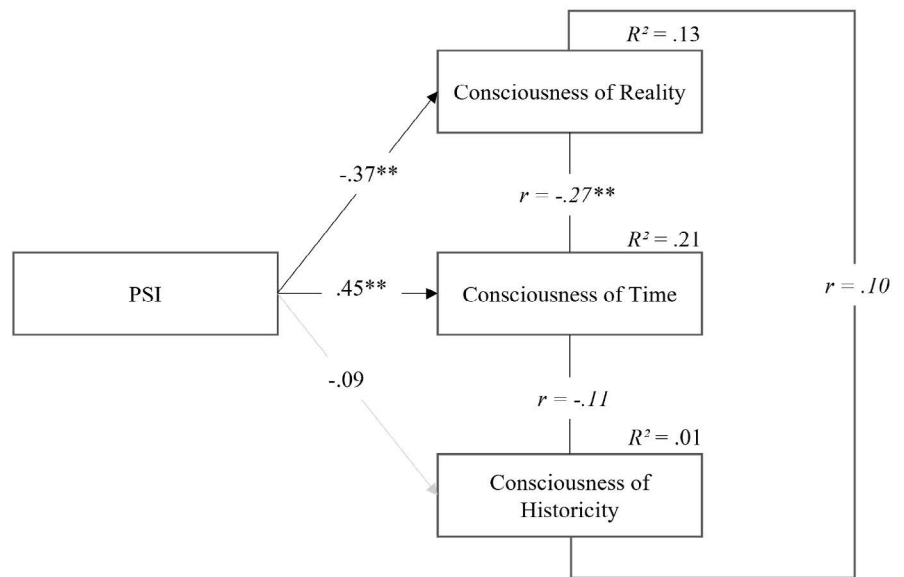 R² = .13
Consciousness of Reality
-.37**
r = -.27**
R² = .21
PSI
.45**
Consciousness of Time
r = .10
-.09
r = -.11
R² = .01
Consciousness of
Historicity